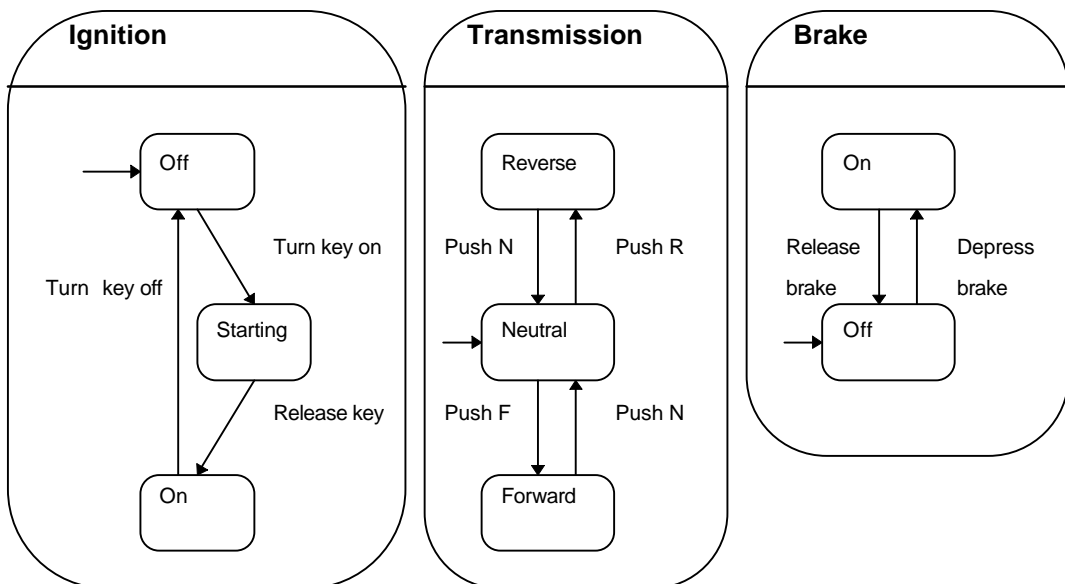 Ignition
Off
Turn key on
Turn key off
Starting
Release key
On
Transmission
Reverse
Push N
Push R
Neutral
Push F
Push N
Forward
Brake
On
Release
brake
Depress
brake
Off